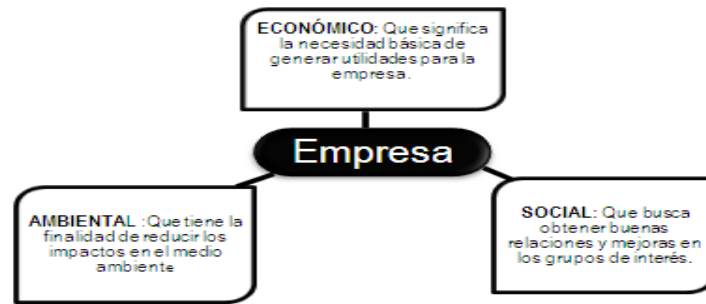 ECONÓMICO: Que significa
la necesidad básica de
generar utilidades para la
empresa.
Empresa
AMBIENTAL :Que tiene la
finalidad de reducir los
impactos en el medio
ambiente
SOCIAL: Que busca
obtener buenas
relaciones y mejoras en
los grupos de interés.